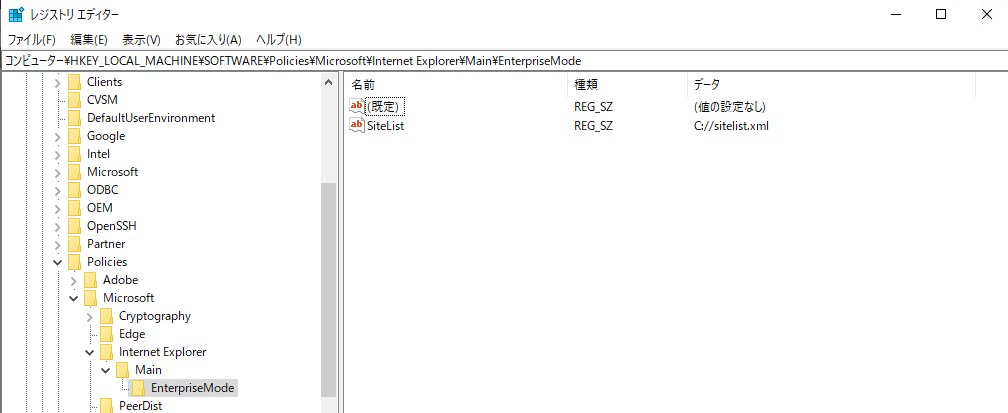 レジストリ エディター
ファイル(F) 編集(E) 表示(V) お気に入り(A) ヘルプ(H)
コンピューター¥HKEY_LOCAL_MACHINE¥SOFTWARE¥Policies¥Microsoft¥Internet Explorer¥Main¥EnterpriseMode
Clients
CVSM
DefaultUserEnvironment
Google
Intel
Microsoft
ODBC
OEM
OpenSSH
Partner
Policies
Adobe
Microsoft
Cryptography
Edge
Internet Explorer
Main
EnterpriseMode
PeerDist
名前 種類 データ
ab (既定) REG_SZ (値の設定なし)
ab SiteList REG_SZ C://sitelist.xml